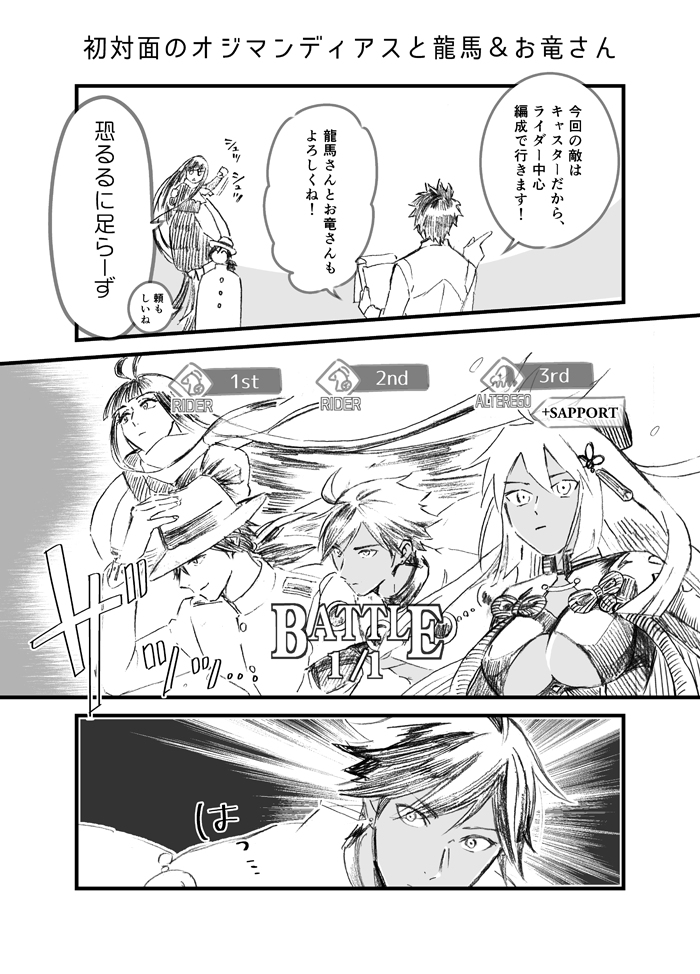 初対面のオジマンディアスと龍馬&お竜さん
今回の敵は
キャスターだから、
ライダー中心
編成で行きます!
龍馬さんとお竜さんも
よろしくね!
シュッ
シュッ
恐るるに足らーず
頼も
しいね
1st
RIDER
2nd
RIDER
3rd
ALTEREGO
+SAPPORT
ザッ…
BATTLE
1/1
はっ…